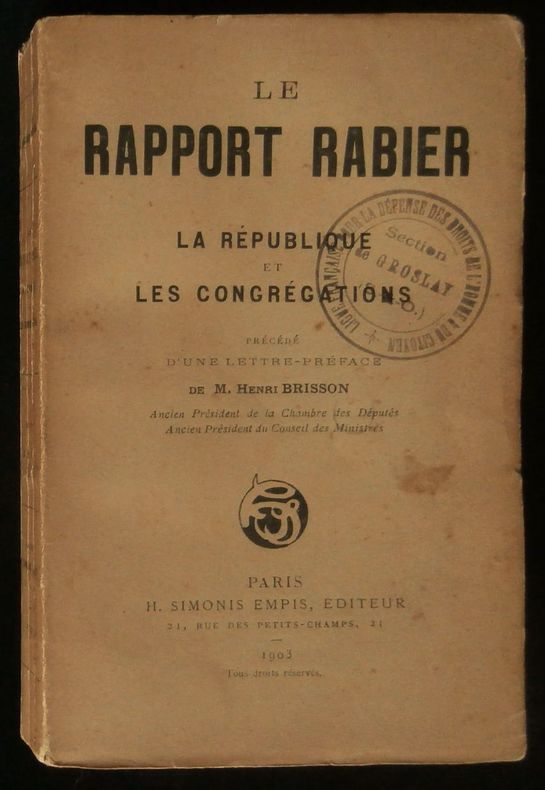 LE
RAPPORT RABIER
LA RÉPUBLIQUE
ET
LES CONGRÉGATIONS
PRÉCÉDÉ
D'UNE LETTRE-PRÉFACE
DE M. HENRI BRISSON
Ancien Président de la Chambre des Députés
Ancien Président du Conseil des Ministres
LIGUE FRANÇAISE POUR LA DÉFENSE DES DROITS DE L'HOMME & DU CITOYEN
Section
de GROSLAY
PARIS
H. SIMONIS EMPIS, EDITEUR
21, RUE DES PETITS-CHAMPS, 21
1903
Tous droits réservés.